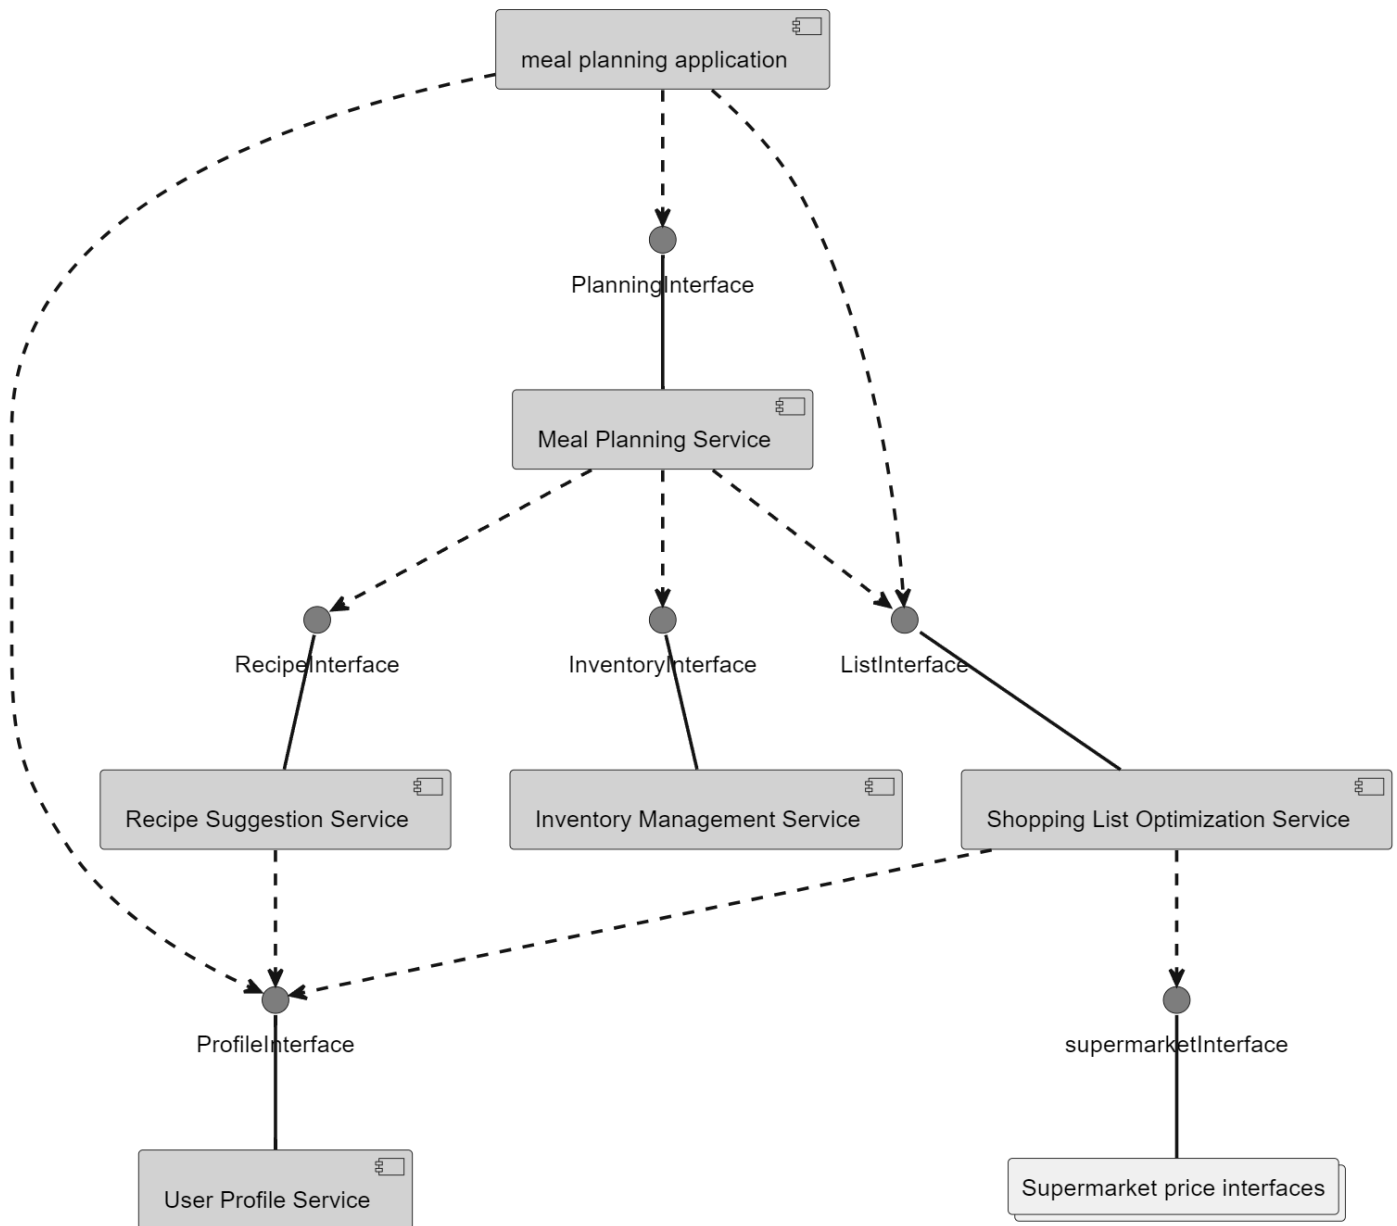 meal planning application
PlanningInterface
Meal Planning Service
RecipeInterface
InventoryInterface
ListInterface
Recipe Suggestion Service
Inventory Management Service
Shopping List Optimization Service
ProfileInterface
supermarketInterface
User Profile Service
Supermarket price interfaces